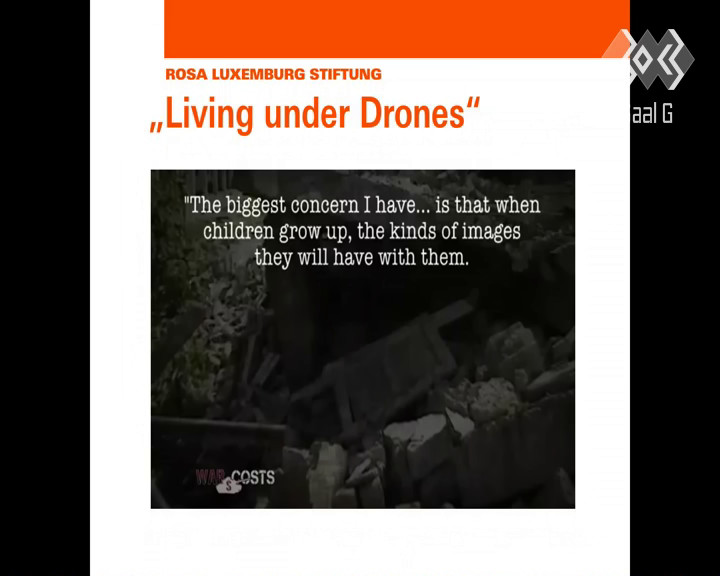 ROSA LUXEMBURG STIFTUNG
„Living under Drones“
aal G
"The biggest concern I have... is that when
children grow up, the kinds of images
they will have with them.
WAR COSTS
$